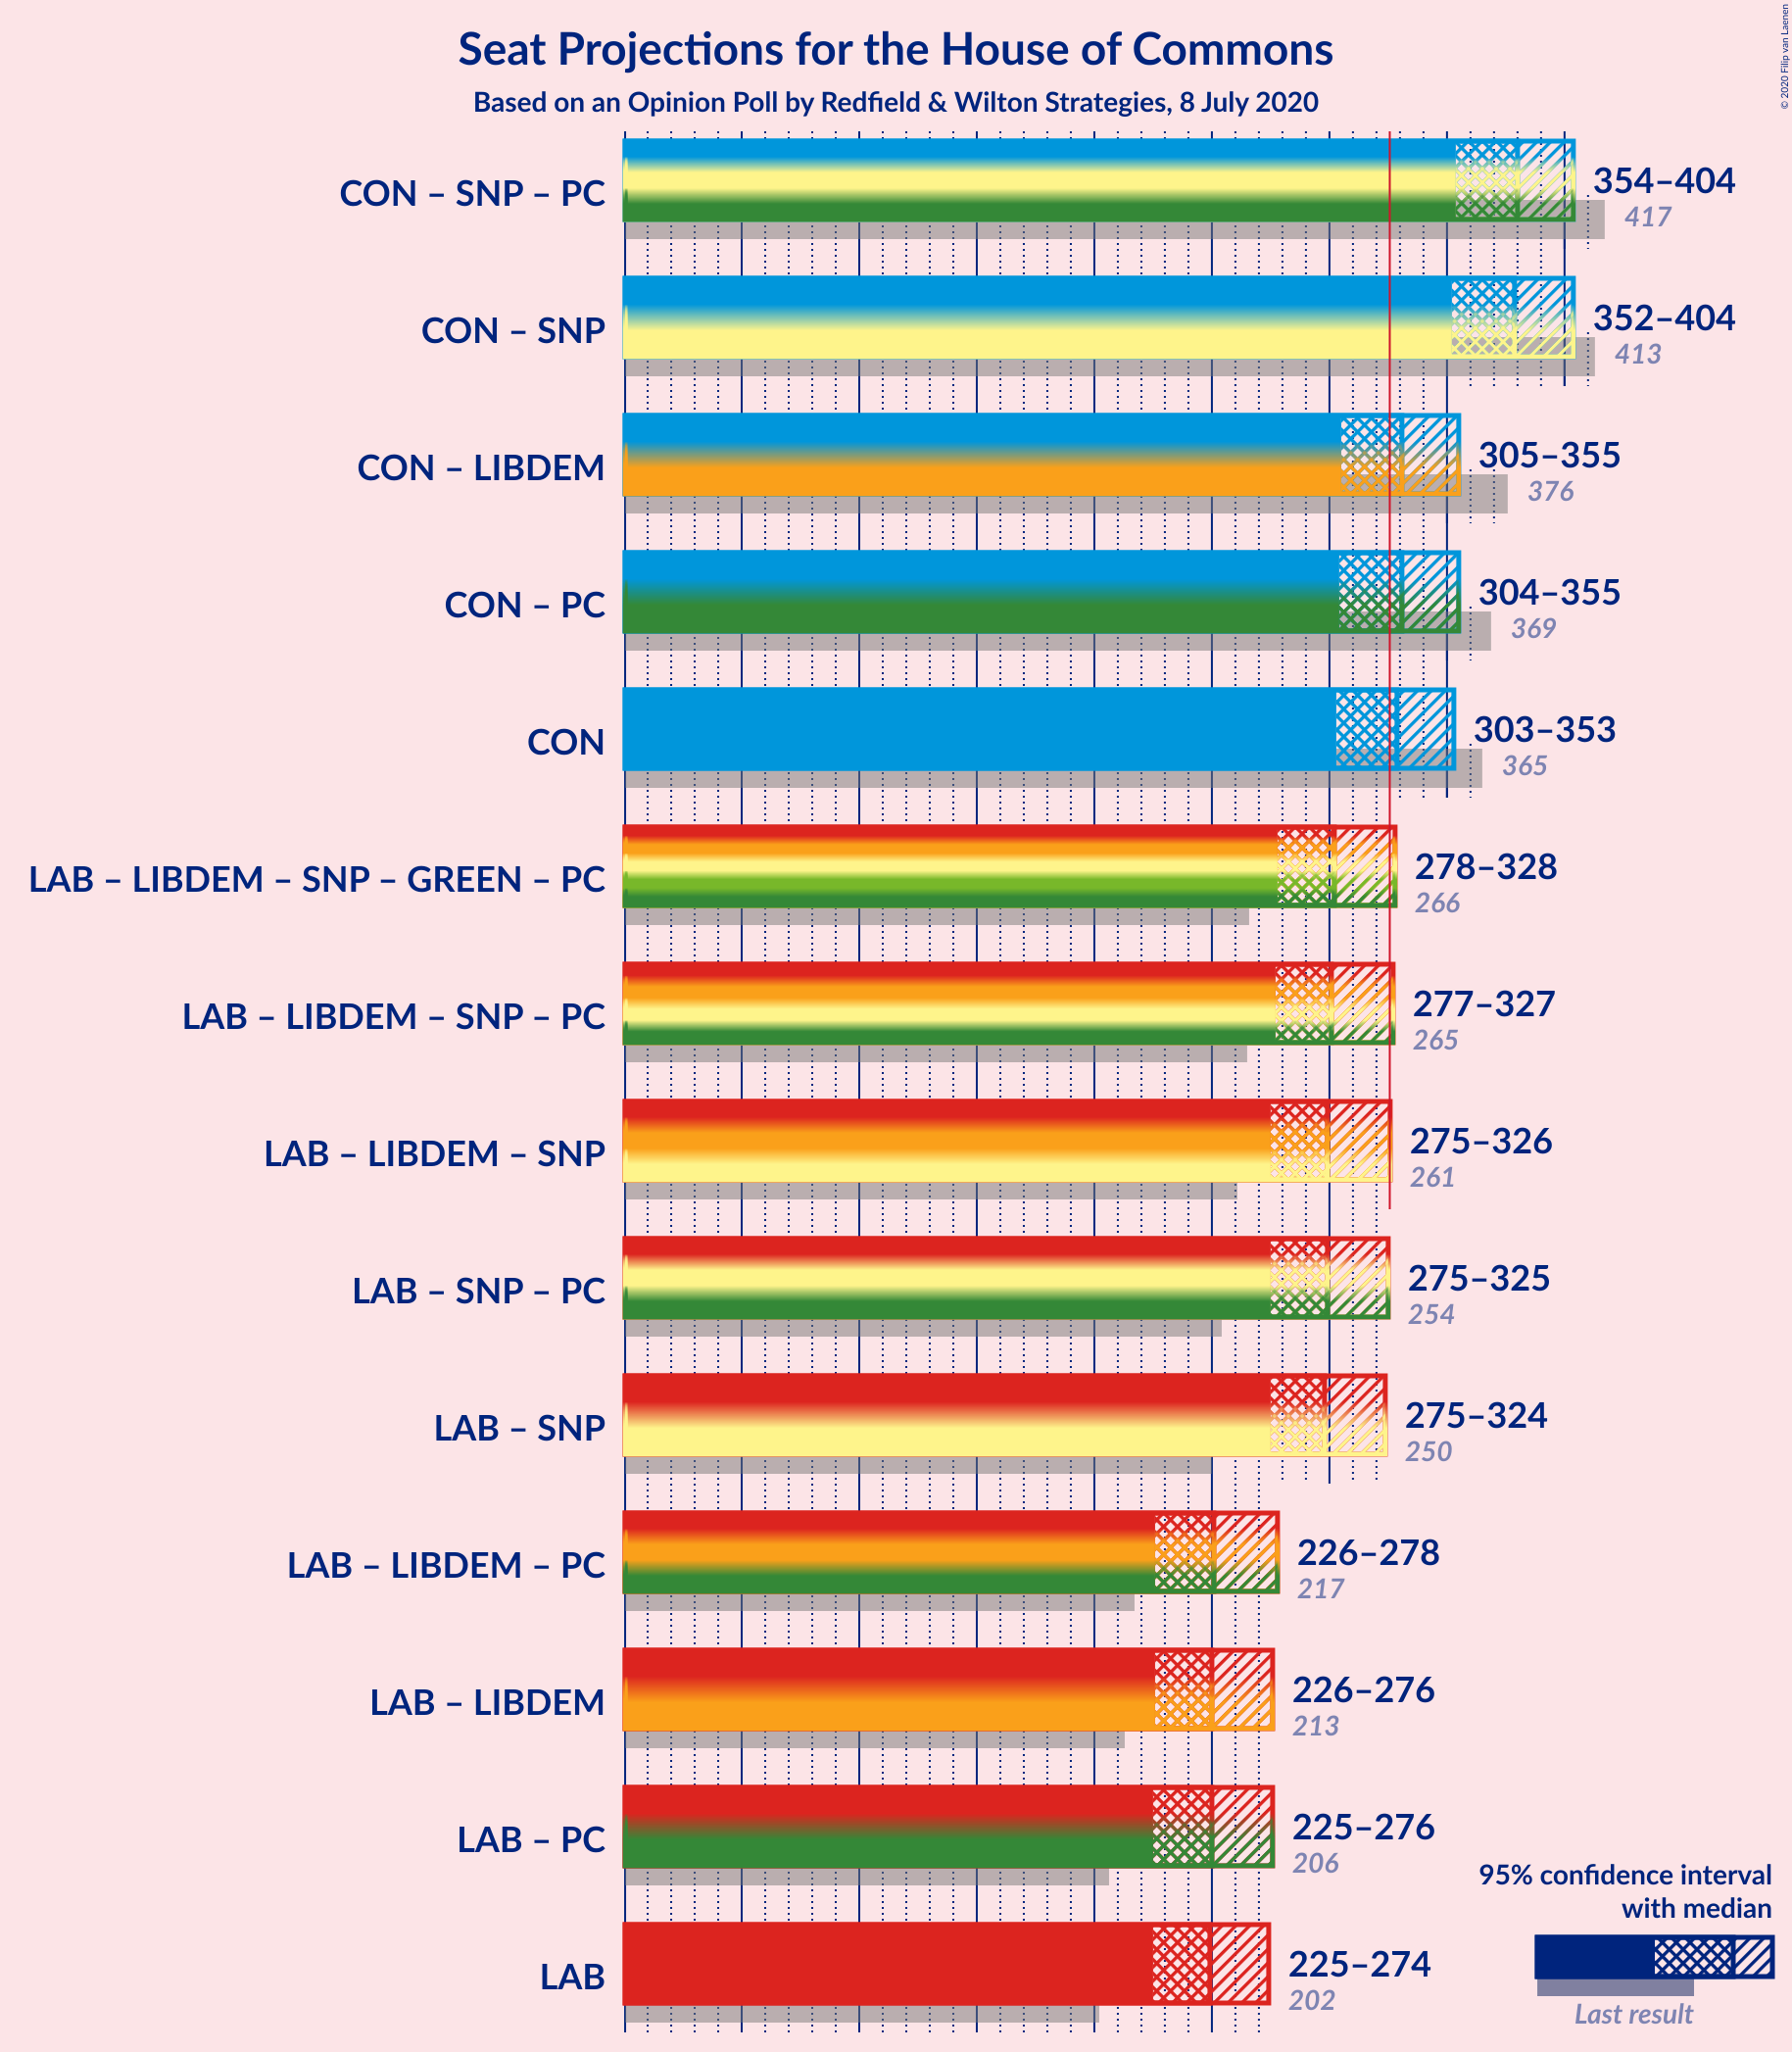 Seat Projections for the House of Commons
Based on an Opinion Poll by Redfield & Wilton Strategies, 8 July 2020
© 2020 Filip van Laenen
CON – SNP – PC
354–404
417
CON – SNP
352–404
413
CON – LIBDEM
305–355
376
CON – PC
304–355
369
CON
303–353
365
LAB – LIBDEM – SNP – GREEN – PC
278–328
266
LAB – LIBDEM – SNP – PC
277–327
265
LAB – LIBDEM – SNP
275–326
261
LAB – SNP – PC
275–325
254
LAB – SNP
275–324
250
LAB – LIBDEM – PC
226–278
217
LAB – LIBDEM
226–276
213
LAB – PC
225–276
206
LAB
225–274
202
95% confidence interval
with median
Last result